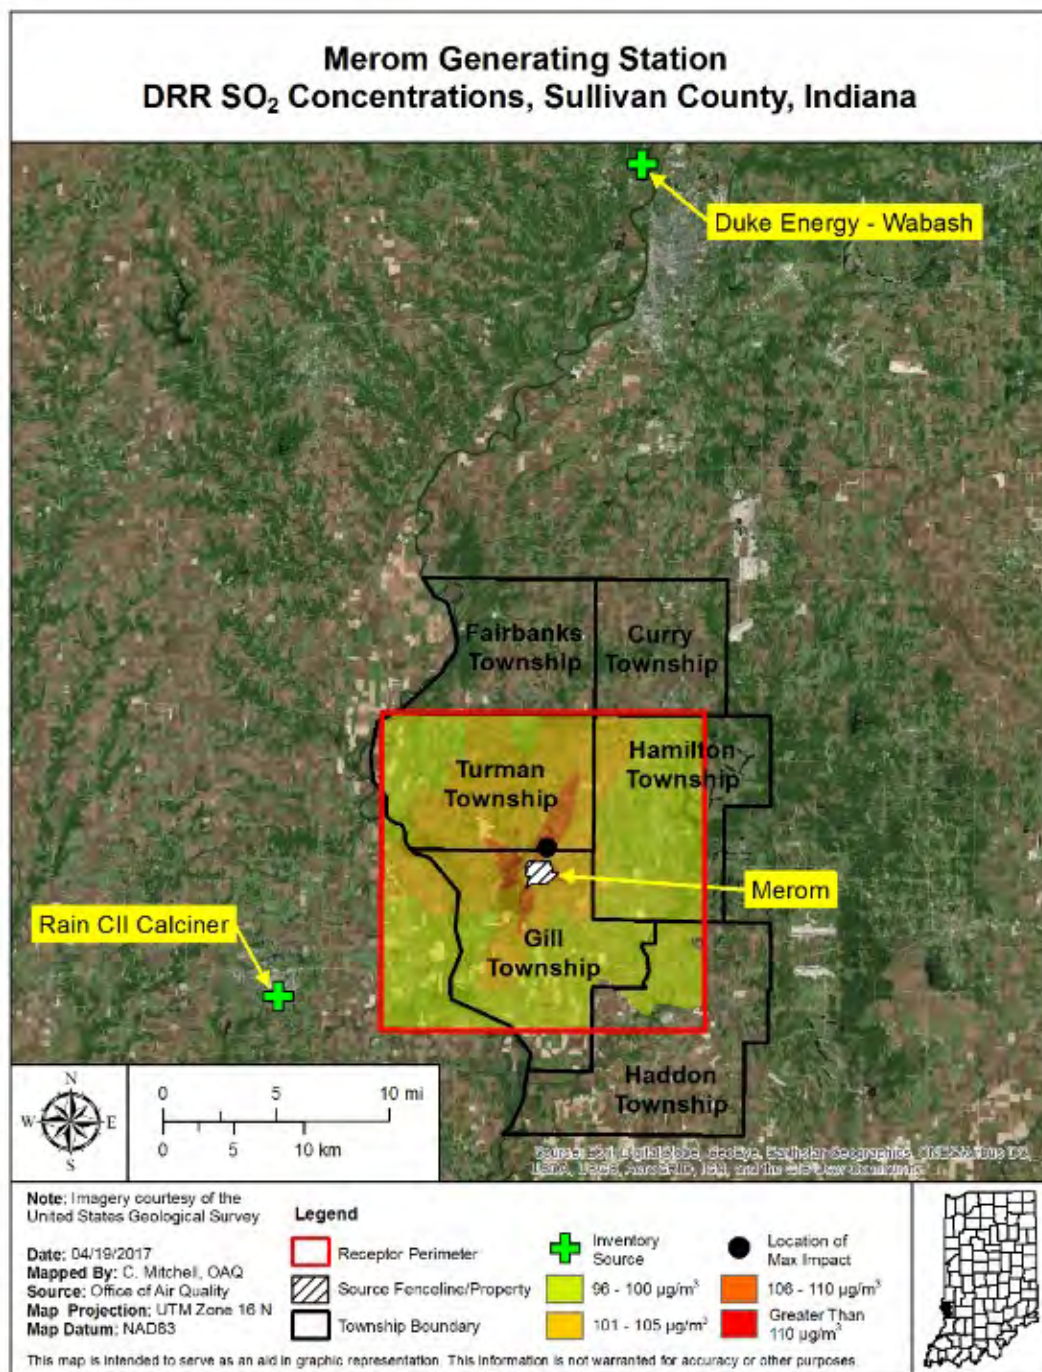 Merom Generating Station
DRR SO₂ Concentrations, Sullivan County, Indiana
Duke Energy - Wabash
Fairbanks
Township
Curry
Township
Turman
Township
Hamilton
Township
Merom
Rain CII Calciner
Gill
Township
Haddon
Township
N
W E
S
0 5 10 mi
0 5 10 km
Note: Imagery courtesy of the
United States Geological Survey
Date: 04/19/2017
Mapped By: C. Mitchell, OAQ
Source: Office of Air Quality
Map Projection: UTM Zone 16 N
Map Datum: NAD83
Legend
Receptor Perimeter
Source Fenceline/Property
Township Boundary
Inventory
Source
96 - 100 µg/m³
101 - 105 µg/m³
Location of
Max Impact
106 - 110 µg/m³
Greater Than
110 µg/m³
This map is intended to serve as an aid in graphic representation. This information is not warranted for accuracy or other purposes.